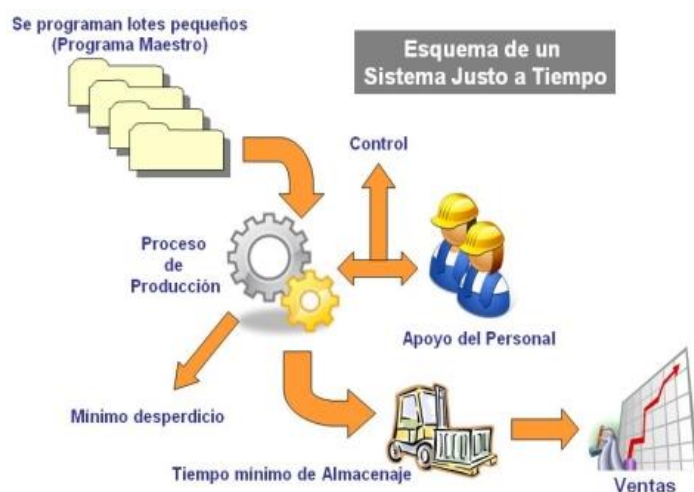 Se programan lotes pequeños
(Programa Maestro)
Esquema de un
Sistema Justo a Tiempo
Control
Proceso
de
Producción
Apoyo del Personal
Mínimo desperdicio
Tiempo mínimo de Almacenaje
Ventas